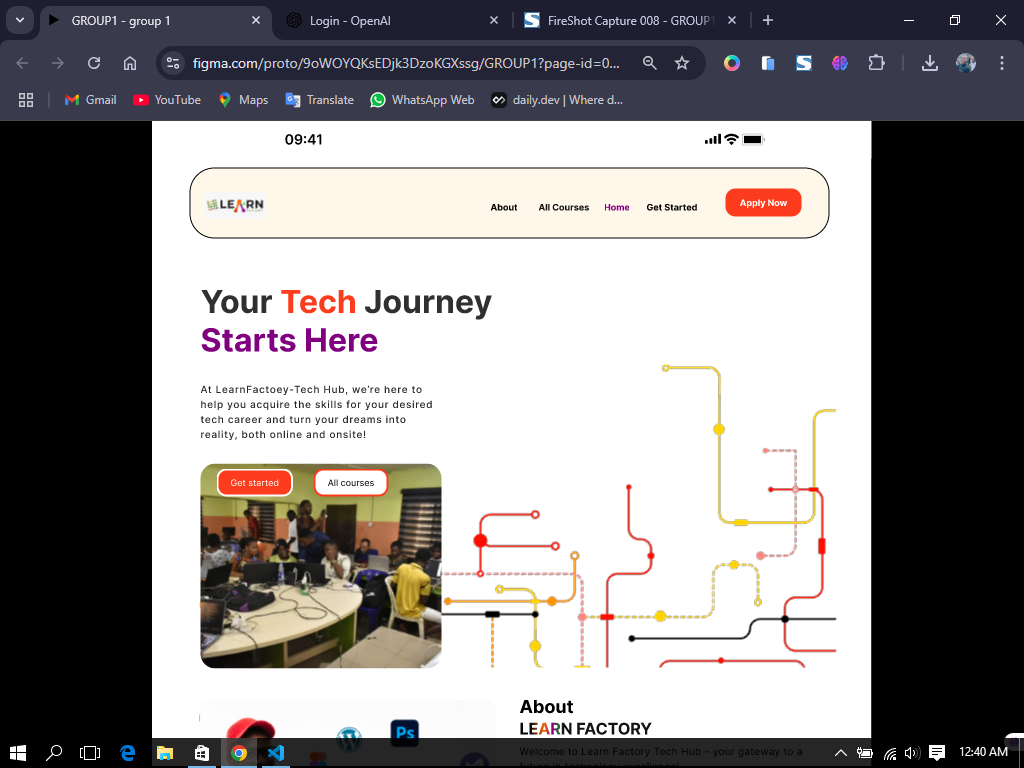 GROUP1 - group 1
Login - OpenAI
FireShot Capture 008 - GROUP1
figma.com/proto/9oWOYQKsEDjk3DzoKGXssg/GROUP1?page-id=0...
Gmail
YouTube
Maps
Translate
WhatsApp Web
daily.dev | Where d...
09:41
LEARN
About
All Courses
Home
Get Started
Apply Now
Your Tech Journey
Starts Here
At LearnFactoey-Tech Hub, we're here to
help you acquire the skills for your desired
tech career and turn your dreams into
reality, both online and onsite!
Get started
All courses
About
LEARN FACTORY
Ps
Welcome to Learn Factory Tech Hub – your gateway to a
12:40 AM